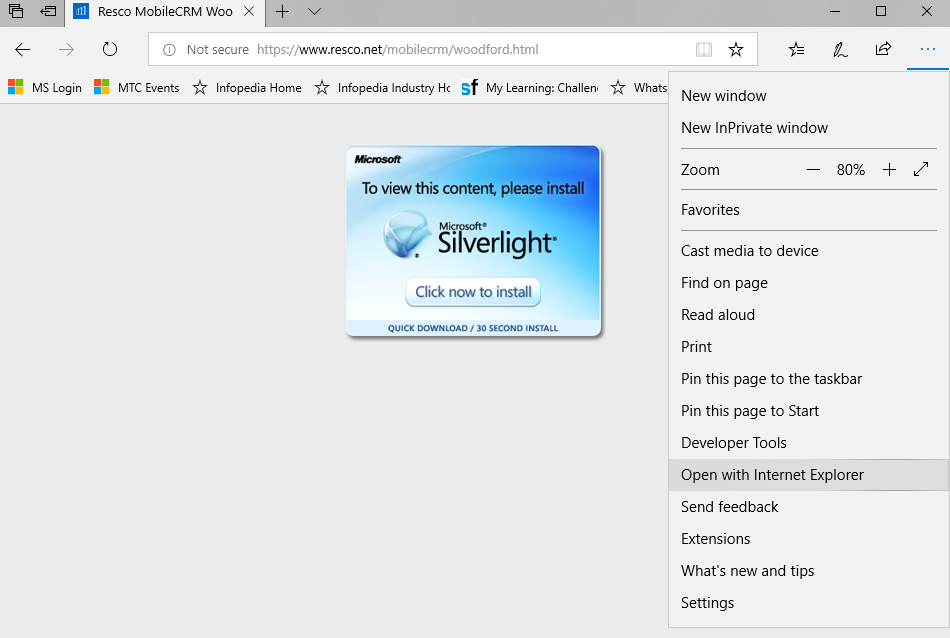 Resco MobileCRM Woo
Not secure https://www.resco.net/mobilecrm/woodford.html
MS Login MTC Events Infopedia Home Infopedia Industry Hc sf My Learning: Challen Whats
Microsoft
To view this content, please install
Microsoft®
Silverlight®
Click now to install
QUICK DOWNLOAD / 30 SECOND INSTALL
New window
New InPrivate window
Zoom 80%
Favorites
Cast media to device
Find on page
Read aloud
Print
Pin this page to the taskbar
Pin this page to Start
Developer Tools
Open with Internet Explorer
Send feedback
Extensions
What's new and tips
Settings